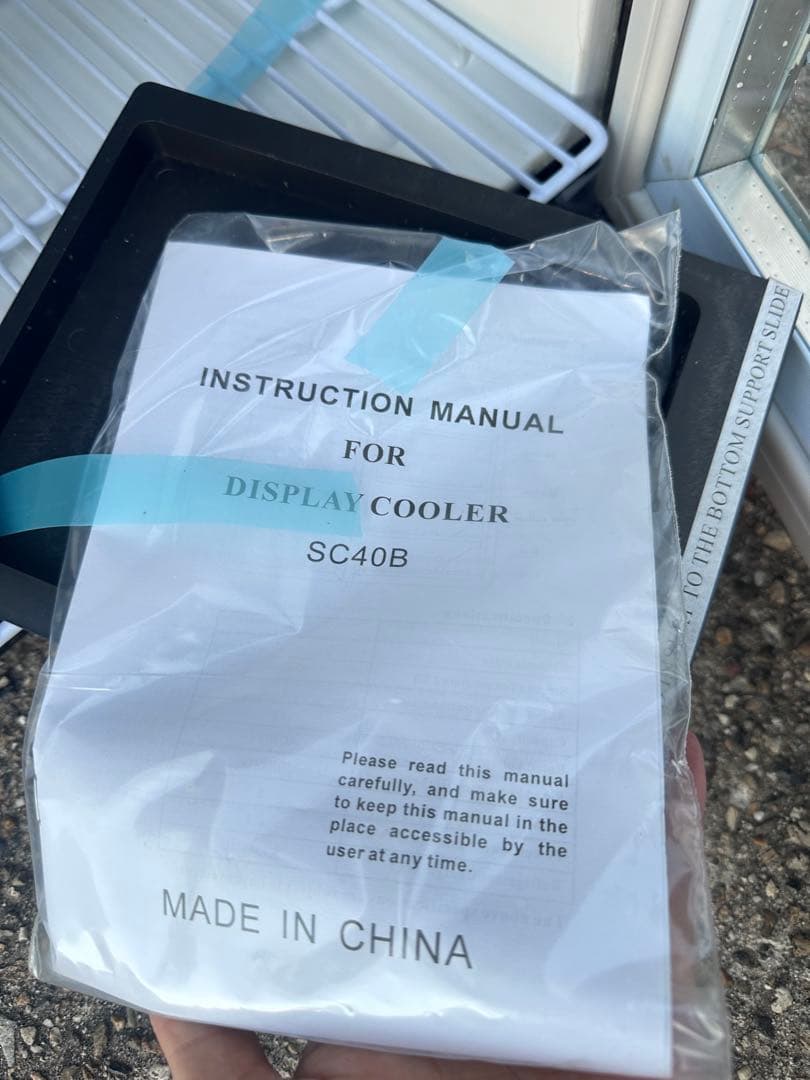 INSTRUCTION MANUAL
FOR
DISPLAY COOLER
SC40B
Please read this manual
carefully, and make sure
to keep this manual in the
place accessible by the
user at any time.
MADE IN CHINA
TO THE BOTTOM SUPPORT SLIDE